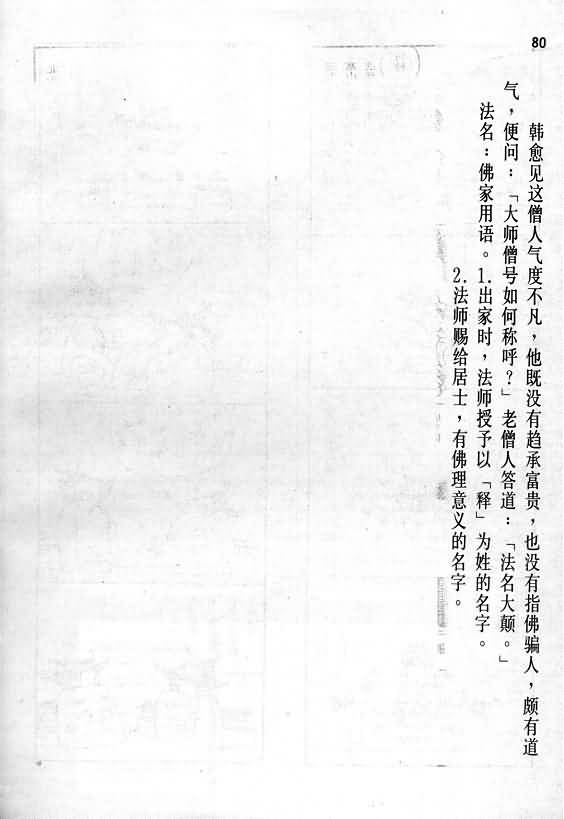 80
韩愈见这僧人气度不凡，他既没有趋承富贵，也没有指佛骗人，颇有道
气，便问：「大师僧号如何称呼？」老僧人答道：「法名大颠。」
法名：佛家用语。1.出家时，法师授予以「释」为姓的名字。
2.法师赐给居士，有佛理意义的名字。